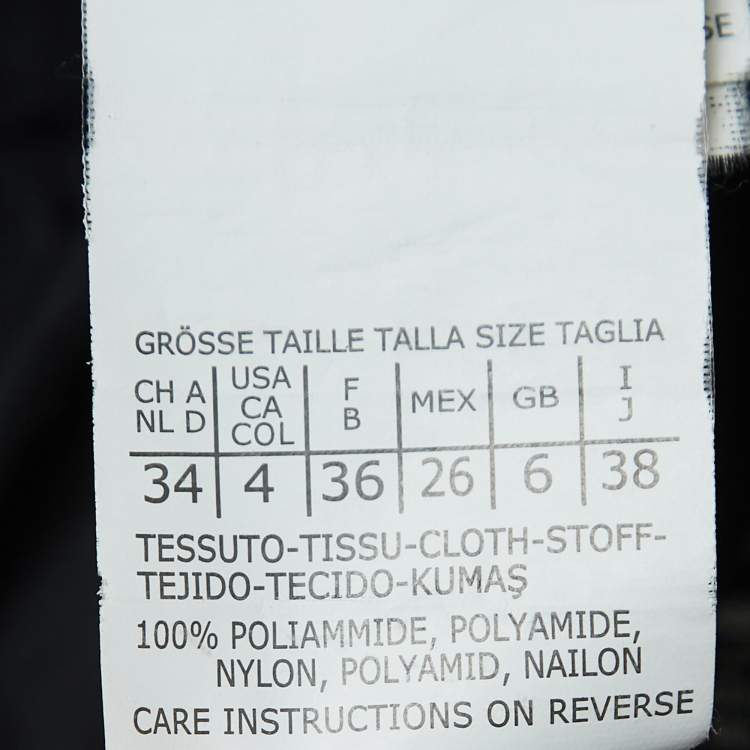 SE
GRÖSSE TAILLE TALLA SIZE TAGLIA
CH A NL D | USA CA COL | F B | MEX | GB | I J
34 | 4 | 36 | 26 | 6 | 38
TESSUTO-TISSU-CLOTH-STOFF-
TEJIDO-TECIDO-KUMAŞ
100% POLIAMMIDE, POLYAMIDE,
NYLON, POLYAMID, NAILON
CARE INSTRUCTIONS ON REVERSE